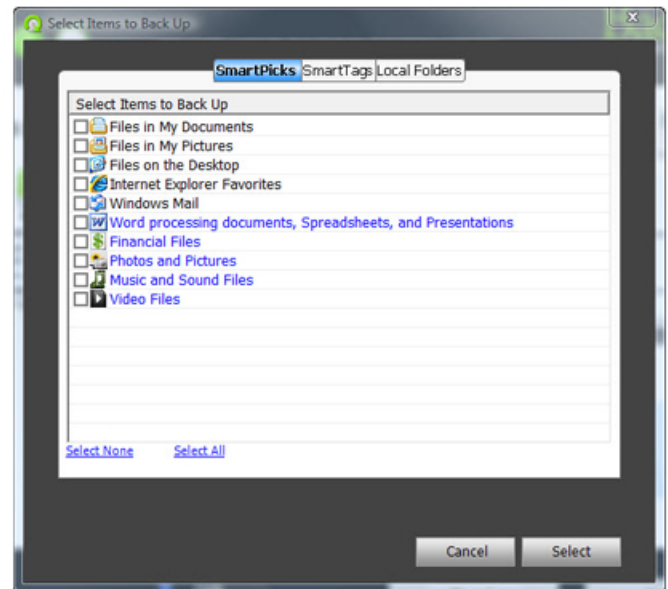 Select Items to Back Up
SmartPicks SmartTags Local Folders
Select Items to Back Up
Files in My Documents
Files in My Pictures
Files on the Desktop
Internet Explorer Favorites
Windows Mail
Word processing documents, Spreadsheets, and Presentations
Financial Files
Photos and Pictures
Music and Sound Files
Video Files
Select None Select All
Cancel Select